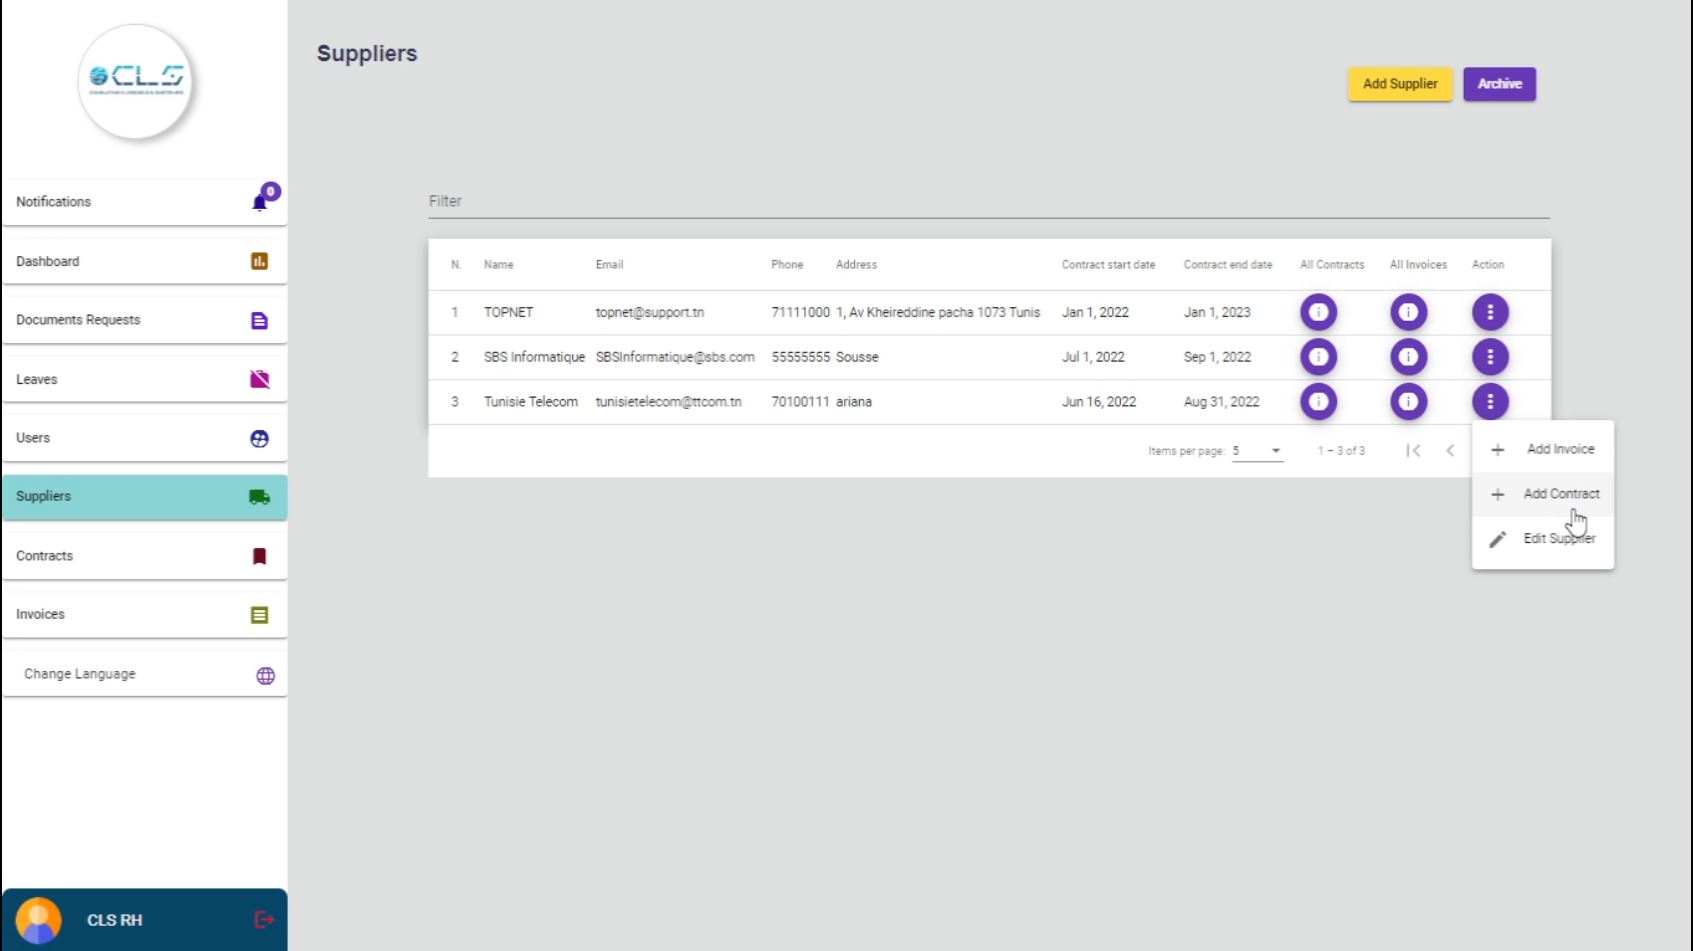 CLS
Suppliers
Add Supplier
Archive
Notifications
0
Dashboard
Documents Requests
Leaves
Users
Suppliers
Contracts
Invoices
Change Language
CLS RH
Filter
N. Name Email Phone Address Contract start date Contract end date All Contracts All Invoices Action
1 TOPNET topnet@support.tn 71111000 1, Av Kheireddine pacha 1073 Tunis Jan 1, 2022 Jan 1, 2023
2 SBS Informatique SBSInformatique@sbs.com 55555555 Sousse Jul 1, 2022 Sep 1, 2022
3 Tunisie Telecom tunisietelecom@ttcom.tn 70100111 ariana Jun 16, 2022 Aug 31, 2022
Items per page: 5 1 – 3 of 3
Add Invoice
Add Contract
Edit Supplier